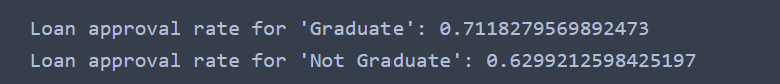 Loan approval rate for 'Graduate': 0.7118279569892473
Loan approval rate for 'Not Graduate': 0.6299212598425197